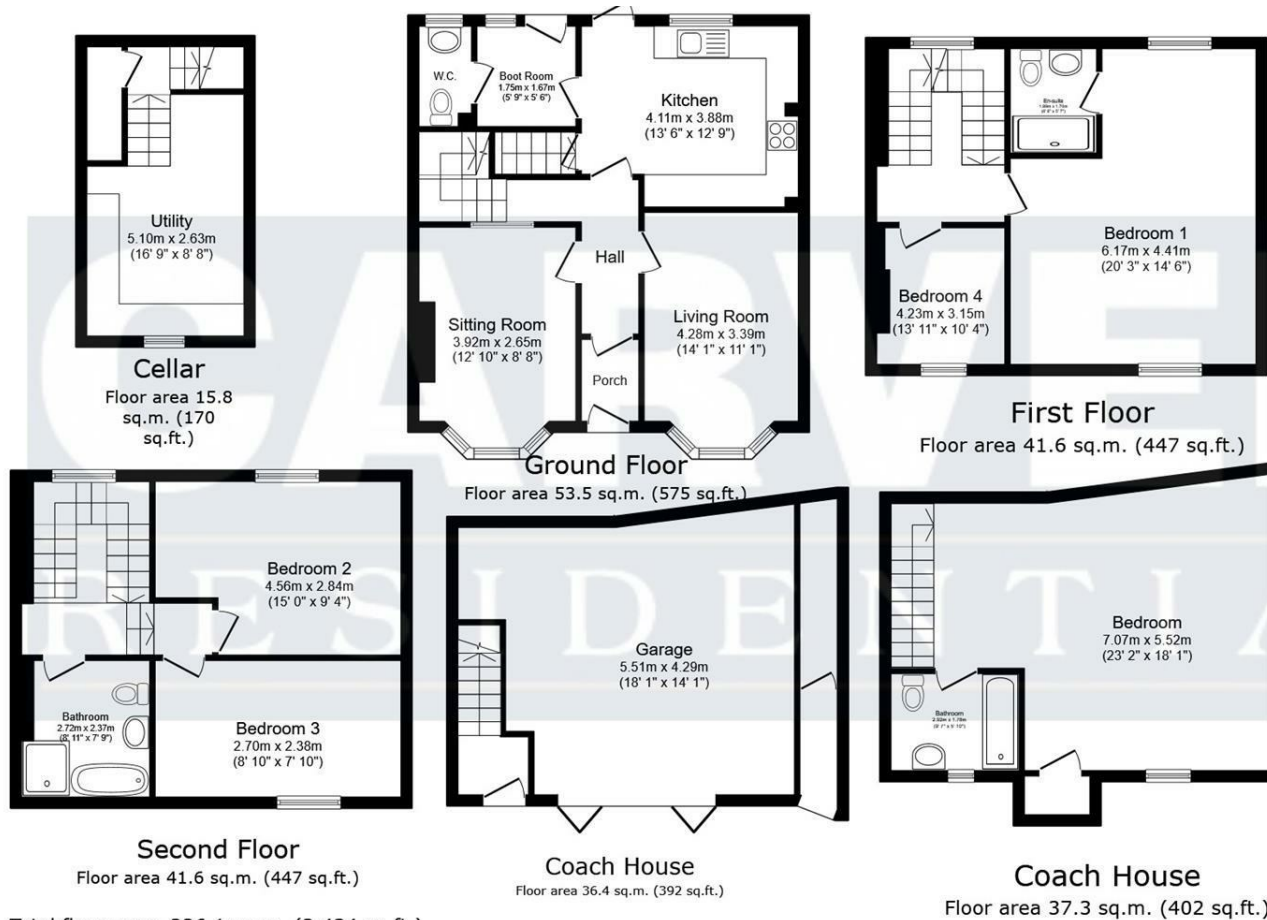 Utility
5.10m x 2.63m
(16' 9" x 8' 8")
Cellar
Floor area 15.8
sq.m. (170
sq.ft.)
W.C.
Boot Room
1.75m x 1.67m
(5' 9" x 5' 6")
Kitchen
4.11m x 3.88m
(13' 6" x 12' 9")
Hall
Sitting Room
3.92m x 2.65m
(12' 10" x 8' 8")
Living Room
4.28m x 3.39m
(14' 1" x 11' 1")
Porch
Ground Floor
Floor area 53.5 sq.m. (575 sq.ft.)
Ensuite
Bedroom 1
6.17m x 4.41m
(20' 3" x 14' 6")
Bedroom 4
4.23m x 3.15m
(13' 11" x 10' 4")
First Floor
Floor area 41.6 sq.m. (447 sq.ft.)
Bedroom 2
4.56m x 2.84m
(15' 0" x 9' 4")
Bathroom
2.72m x 2.37m
(8' 11" x 7' 9")
Bedroom 3
2.70m x 2.38m
(8' 10" x 7' 10")
Second Floor
Floor area 41.6 sq.m. (447 sq.ft.)
Garage
5.51m x 4.29m
(18' 1" x 14' 1")
Coach House
Floor area 36.4 sq.m. (392 sq.ft.)
Bedroom
7.07m x 5.52m
(23' 2" x 18' 1")
Bathroom
Coach House
Floor area 37.3 sq.m. (402 sq.ft.)
CARVE
RESIDENTIA